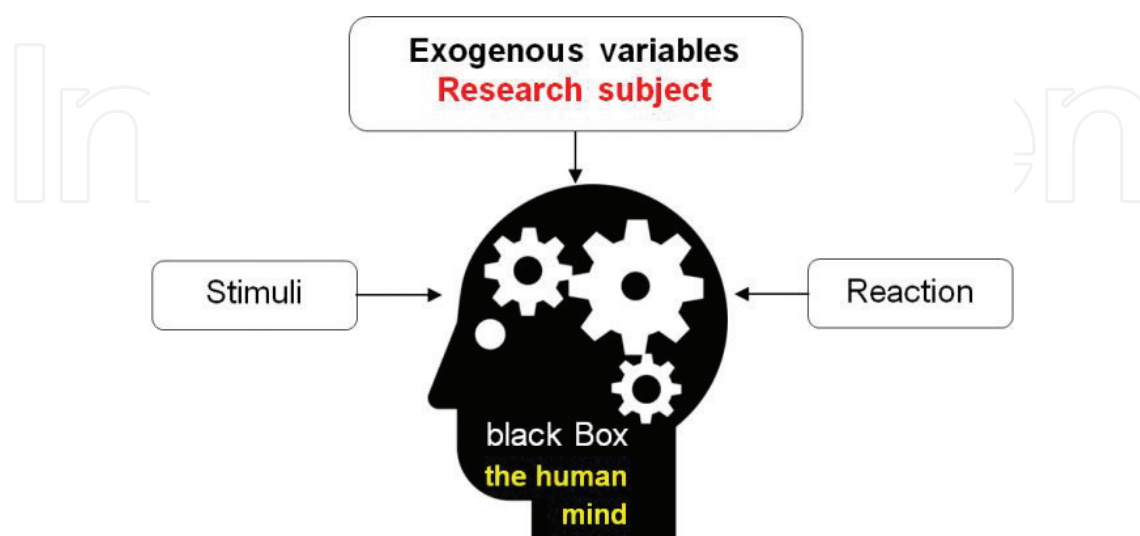 Exogenous variables
Research subject
Stimuli
Reaction
black Box
the human
mind